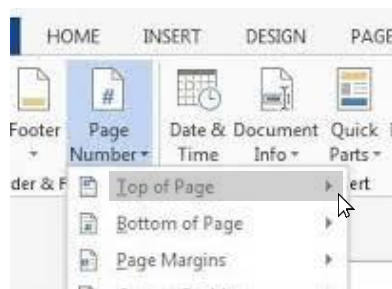 HOME INSERT DESIGN PAGE
Footer Page Date & Document Quick
Number Time Info Parts
der & F Top of Page ert
Bottom of Page
Page Margins